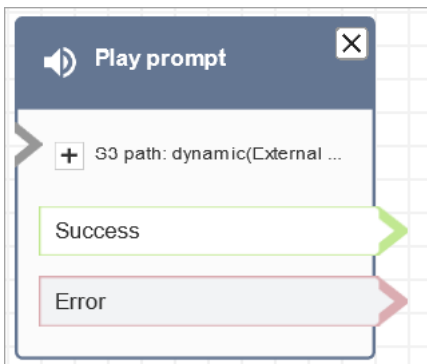 Play prompt
S3 path: dynamic(External ...
Success
Error